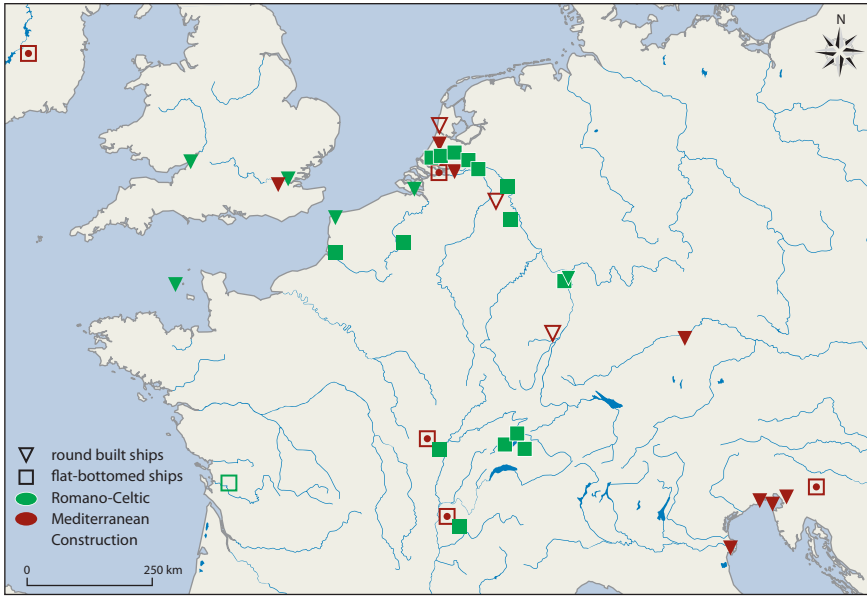 N
round built ships
flat-bottomed ships
Romano-Celtic
Mediterranean
Construction
0 250 km